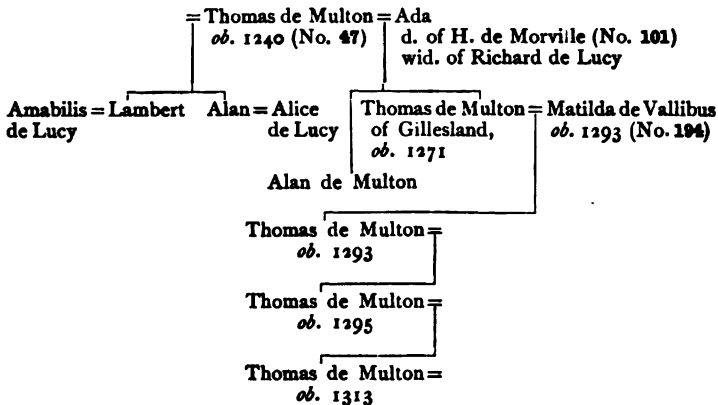 = Thomas de Multon = Ada
ob. 1240 (No. 47) d. of H. de Morville (No. 101)
wid. of Richard de Lucy
Amabilis = Lambert Alan = Alice Thomas de Multon = Matilda de Vallibus
de Lucy de Lucy of Gillesland, ob. 1293 (No. 194)
ob. 1271
Alan de Multon
Thomas de Multon =
ob. 1293
Thomas de Multon =
ob. 1295
Thomas de Multon =
ob. 1313